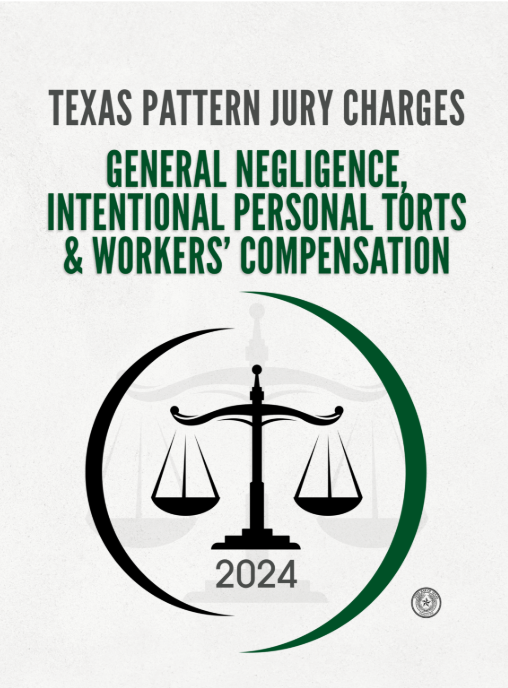 TEXAS PATTERN JURY CHARGES
GENERAL NEGLIGENCE,
INTENTIONAL PERSONAL TORTS
& WORKERS’ COMPENSATION
2024